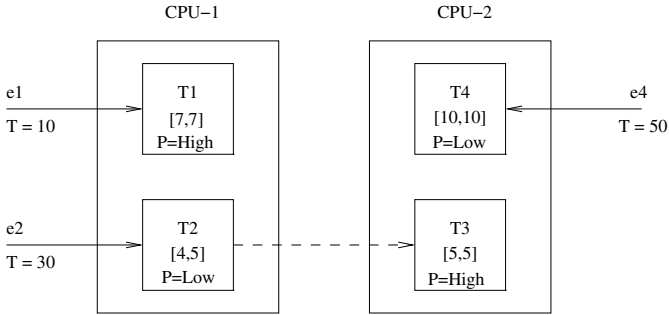 CPU−1
CPU−2
e1
T = 10
T1
[7,7]
P=High
T4
[10,10]
P=Low
e4
T = 50
e2
T = 30
T2
[4,5]
P=Low
T3
[5,5]
P=High